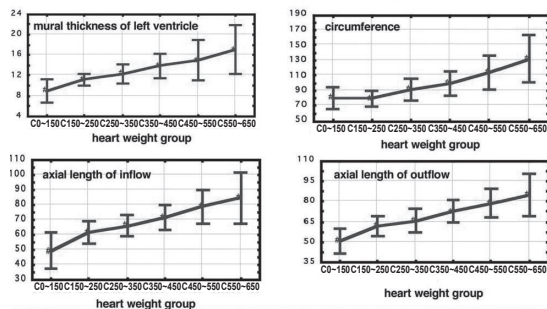 mural thickness of left ventricle
24
20
16
12
8
4
C0~150 C150~250 C250~350 C350~450 C450~550 C550~650
heart weight group
circumference
190
170
150
130
110
90
70
50
C0~150 C150~250 C250~350 C350~450 C450~550 C550~650
heart weight group
axial length of inflow
110
100
90
80
70
60
50
40
30
C0~150 C150~250 C250~350 C350~450 C450~550 C550~650
heart weight group
axial length of outflow
110
95
80
65
50
35
C0~150 C150~250 C250~350 C350~450 C450~550 C550~650
heart weight group